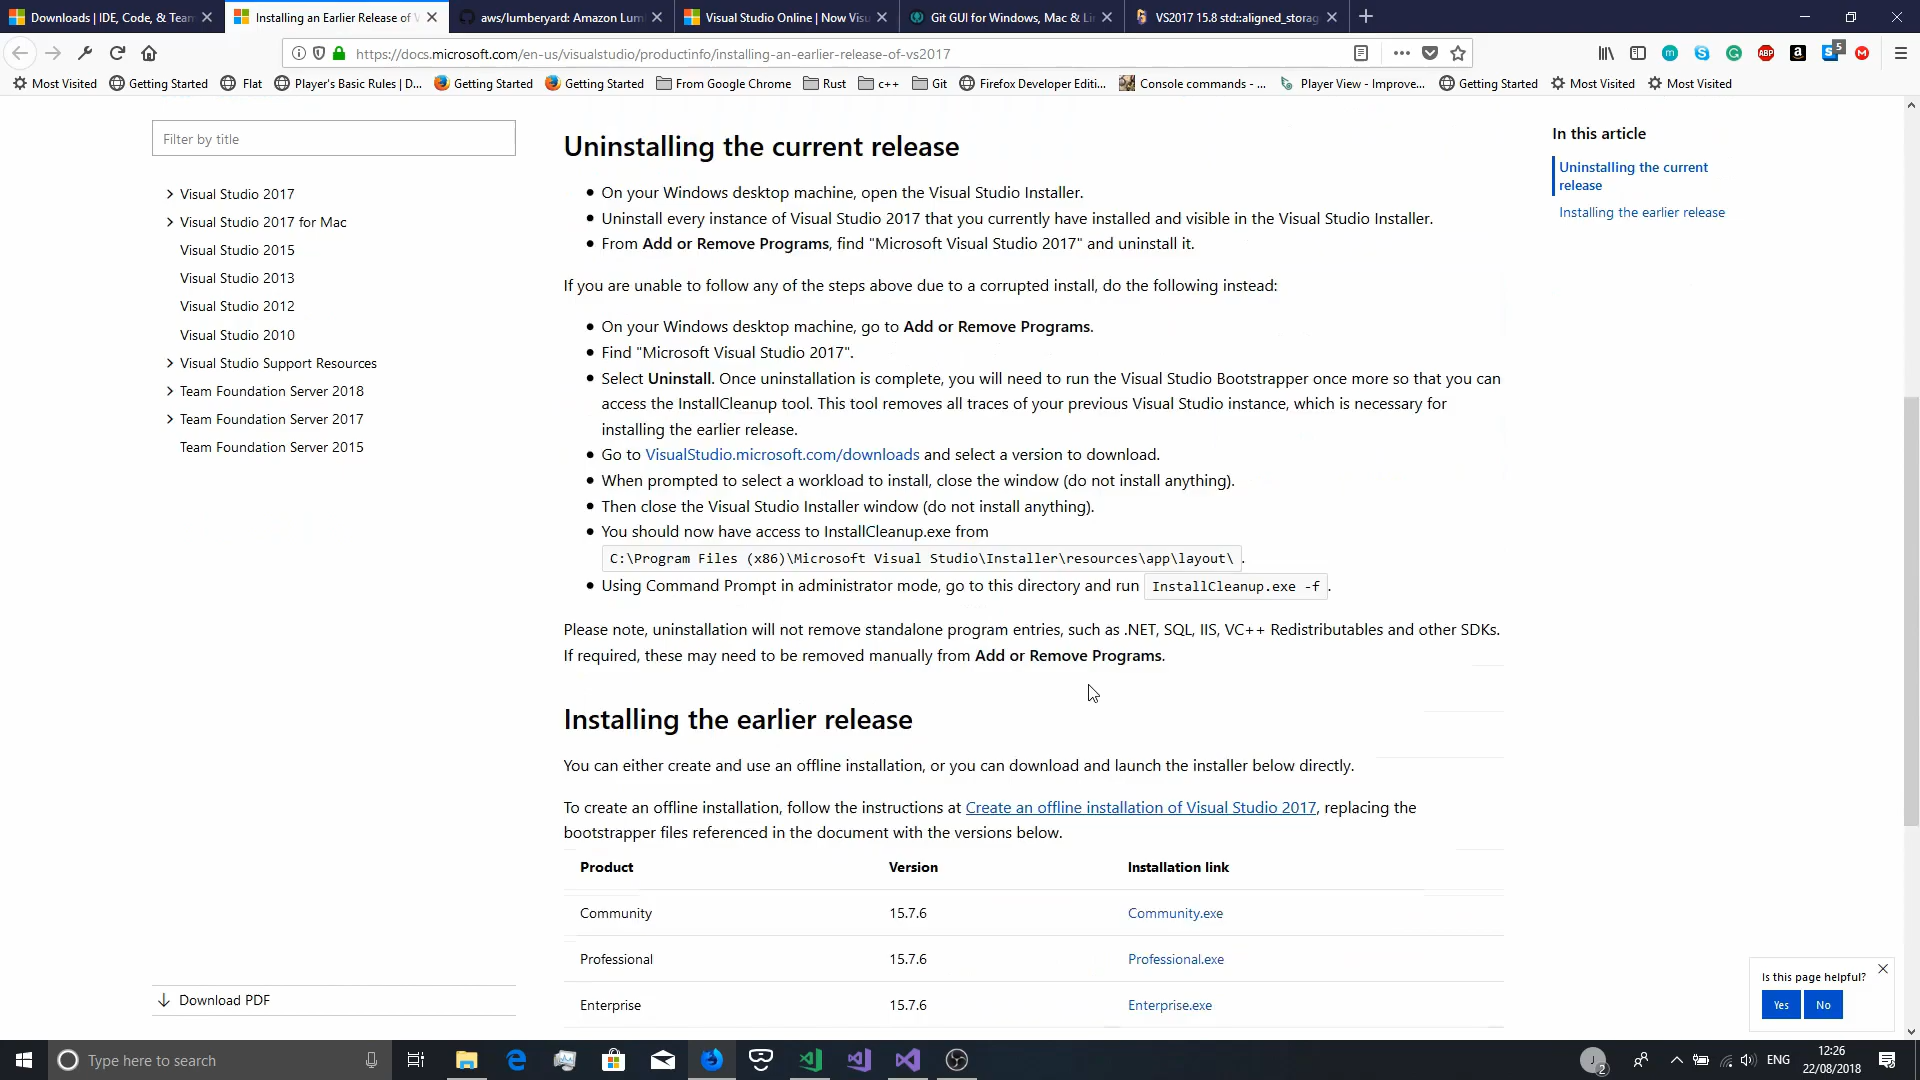 Downloads | IDE, Code, & Team
Installing an Earlier Release of V
aws/lumberyard: Amazon Lum
Visual Studio Online | Now Visu
Git GUI for Windows, Mac & Li
VS2017 15.8 std::aligned_storag
https://docs.microsoft.com/en-us/visualstudio/productinfo/installing-an-earlier-release-of-vs2017
5
Most Visited
Getting Started
Flat
Player's Basic Rules | D...
Getting Started
Getting Started
From Google Chrome
Rust
c++
Git
Firefox Developer Editi...
Console commands - ...
Player View - Improve...
Getting Started
Most Visited
Most Visited
Filter by title
Visual Studio 2017
Visual Studio 2017 for Mac
Visual Studio 2015
Visual Studio 2013
Visual Studio 2012
Visual Studio 2010
Visual Studio Support Resources
Team Foundation Server 2018
Team Foundation Server 2017
Team Foundation Server 2015
Download PDF
Uninstalling the current release
• On your Windows desktop machine, open the Visual Studio Installer.
• Uninstall every instance of Visual Studio 2017 that you currently have installed and visible in the Visual Studio Installer.
• From Add or Remove Programs, find "Microsoft Visual Studio 2017" and uninstall it.
If you are unable to follow any of the steps above due to a corrupted install, do the following instead:
• On your Windows desktop machine, go to Add or Remove Programs.
• Find "Microsoft Visual Studio 2017".
• Select Uninstall. Once uninstallation is complete, you will need to run the Visual Studio Bootstrapper once more so that you can
access the InstallCleanup tool. This tool removes all traces of your previous Visual Studio instance, which is necessary for
installing the earlier release.
• Go to VisualStudio.microsoft.com/downloads and select a version to download.
• When prompted to select a workload to install, close the window (do not install anything).
• Then close the Visual Studio Installer window (do not install anything).
• You should now have access to InstallCleanup.exe from
C:\Program Files (x86)\Microsoft Visual Studio\Installer\resources\app\layout\ .
• Using Command Prompt in administrator mode, go to this directory and run InstallCleanup.exe -f .
Please note, uninstallation will not remove standalone program entries, such as .NET, SQL, IIS, VC++ Redistributables and other SDKs.
If required, these may need to be removed manually from Add or Remove Programs.
Installing the earlier release
You can either create and use an offline installation, or you can download and launch the installer below directly.
To create an offline installation, follow the instructions at Create an offline installation of Visual Studio 2017, replacing the
bootstrapper files referenced in the document with the versions below.
Product Version Installation link
Community 15.7.6 Community.exe
Professional 15.7.6 Professional.exe
Enterprise 15.7.6 Enterprise.exe
In this article
Uninstalling the current
release
Installing the earlier release
Is this page helpful?
Yes No
Type here to search
J
2
ENG
12:26
22/08/2018